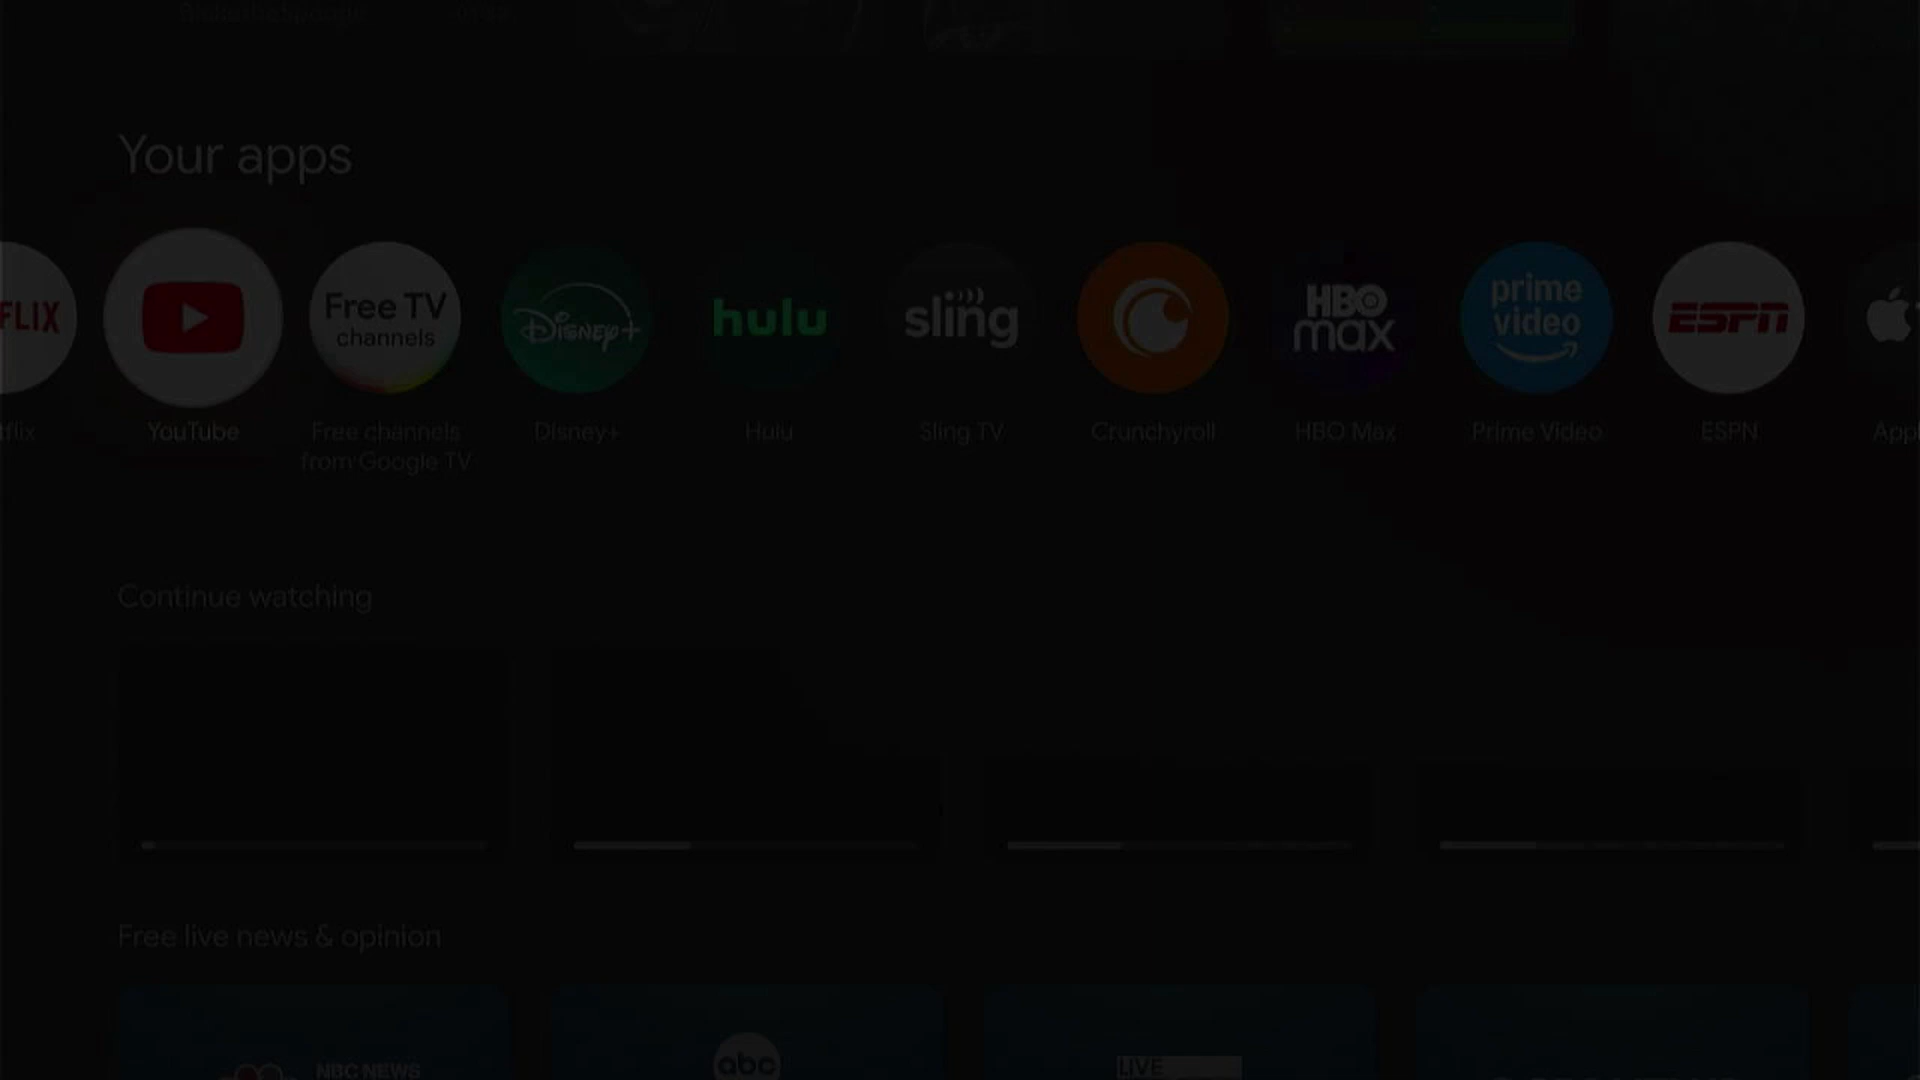 Your apps
FLIX
Free TV
channels
Disney+
hulu
sling
HBO
max
prime
video
ESPN
tflix
YouTube
Free channels
from Google TV
Disney+
Hulu
Sling TV
Crunchyroll
HBO Max
Prime Video
ESPN
Appl
Continue watching
Free live news & opinion
NBC NEWS
abc
LIVE